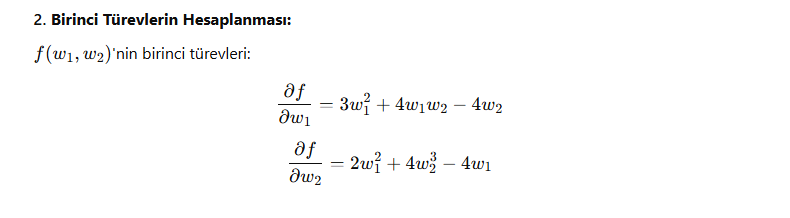 2. Birinci Türevlerin Hesaplanması:
f(w₁, w₂)'nin birinci türevleri:
∂f/∂w₁ = 3w₁² + 4w₁w₂ − 4w₂
∂f/∂w₂ = 2w₁² + 4w₂³ − 4w₁